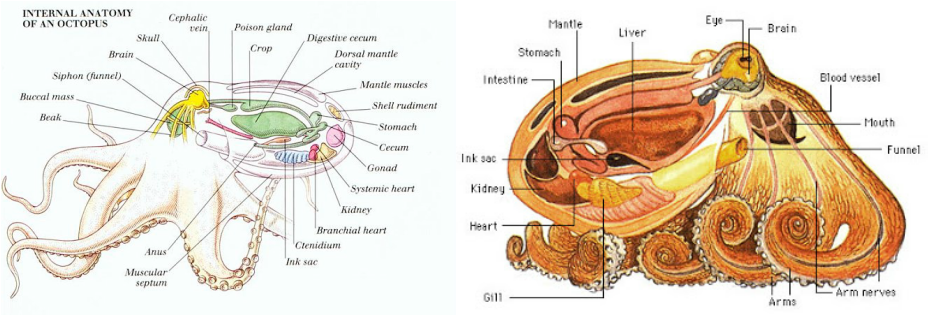 INTERNAL ANATOMY
OF AN OCTOPUS
Cephalic
vein
Poison gland
Skull
Crop
Digestive cecum
Brain
Dorsal mantle
cavity
Siphon (funnel)
Mantle muscles
Buccal mass
Shell rudiment
Beak
Stomach
Cecum
Gonad
Systemic heart
Kidney
Branchial heart
Anus
Ctenidium
Muscular
septum
Ink sac
Mantle
Eye
Liver
Brain
Stomach
Intestine
Blood vessel
Mouth
Funnel
Ink sac
Kidney
Heart
Gill
Arms
Arm nerves